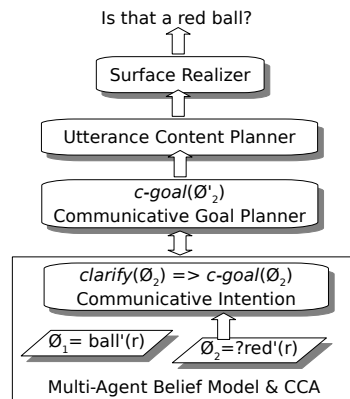 Is that a red ball?
Surface Realizer
Utterance Content Planner
c-goal(Ø'₂)
Communicative Goal Planner
clarify(Ø₂) => c-goal(Ø₂)
Communicative Intention
Ø₁= ball'(r)
Ø₂=?red'(r)
Multi-Agent Belief Model & CCA